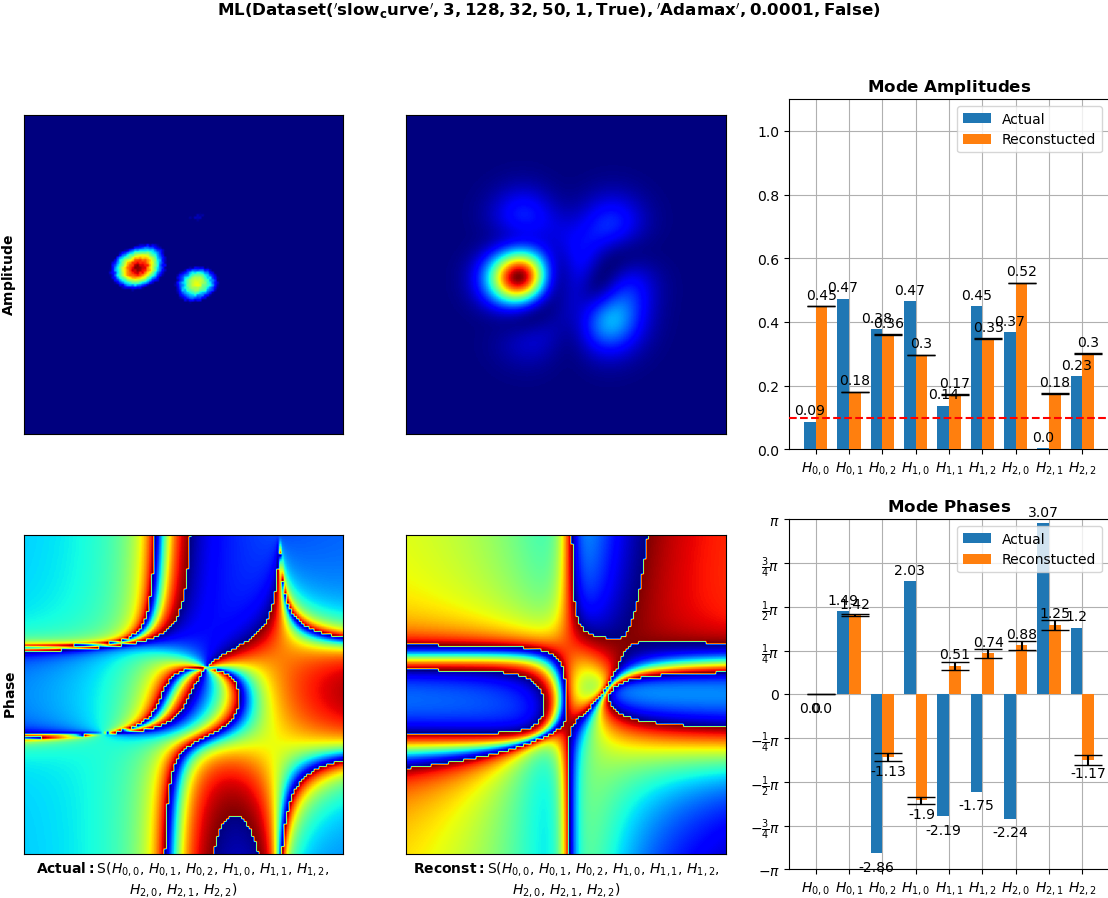 ML(Dataset('slow_curve', 3, 128, 32, 50, 1, True), 'Adamax', 0.0001, False)
Amplitude
Mode Amplitudes
Actual
Reconstucted
1.0
0.8
0.6
0.4
0.2
0.0
0.09
0.45
0.47
0.18
0.38
0.36
0.47
0.3
0.14
0.17
0.45
0.35
0.37
0.52
0.0
0.18
0.23
0.3
H0,0 H0,1 H0,2 H1,0 H1,1 H1,2 H2,0 H2,1 H2,2
Phase
Mode Phases
Actual
Reconstucted
π
3/4π
1/2π
1/4π
0
−1/4π
−1/2π
−3/4π
−π
0.0
0.0
1.49
1.42
-2.86
-1.13
2.03
-1.9
-2.19
0.51
-1.75
0.74
-2.24
0.88
3.07
1.25
1.2
-1.17
H0,0 H0,1 H0,2 H1,0 H1,1 H1,2 H2,0 H2,1 H2,2
Actual: S(H0,0, H0,1, H0,2, H1,0, H1,1, H1,2,
H2,0, H2,1, H2,2)
Reconst: S(H0,0, H0,1, H0,2, H1,0, H1,1, H1,2,
H2,0, H2,1, H2,2)